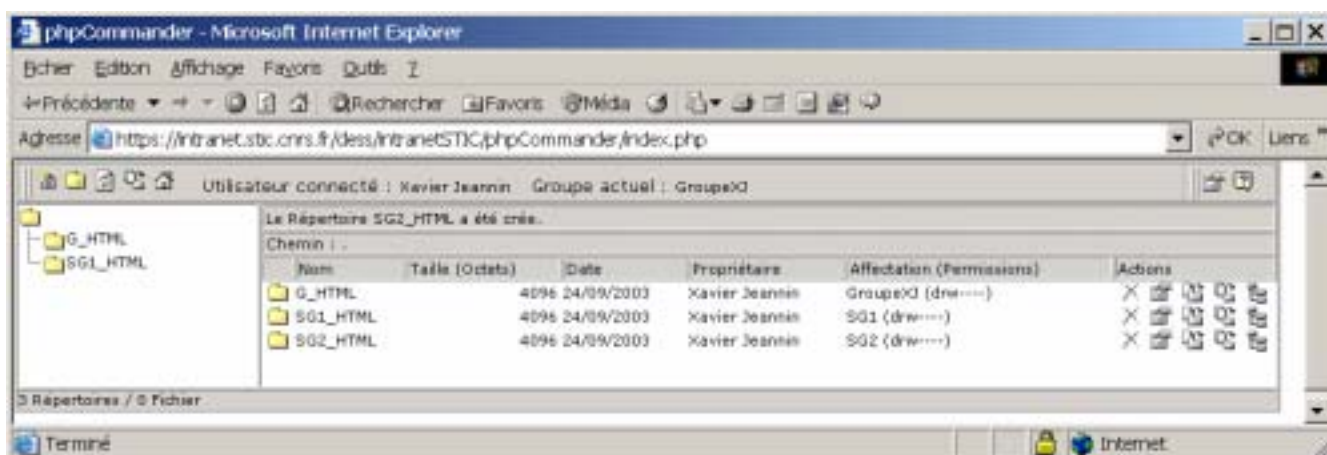 phpCommander - Microsoft Internet Explorer
Fichier Edition Affichage Favoris Outils ?
Précédente Rechercher Favoris Média
Adresse https://intranet.stic.cnrs.fr/dess/intranetSTIC/phpCommander/index.php OK Liens »
Utilisateur connecté : Xavier Jeannin Groupe actuel : GroupeXJ
Le Répertoire SG2_HTML a été crée.
G_HTML
SG1_HTML
Chemin : .
Nom Taille (Octets) Date Propriétaire Affectation (Permissions) Actions
G_HTML 4096 24/09/2003 Xavier Jeannin GroupeXJ (drw----)
SG1_HTML 4096 24/09/2003 Xavier Jeannin SG1 (drw----)
SG2_HTML 4096 24/09/2003 Xavier Jeannin SG2 (drw----)
3 Répertoires / 0 Fichier
Terminé Internet